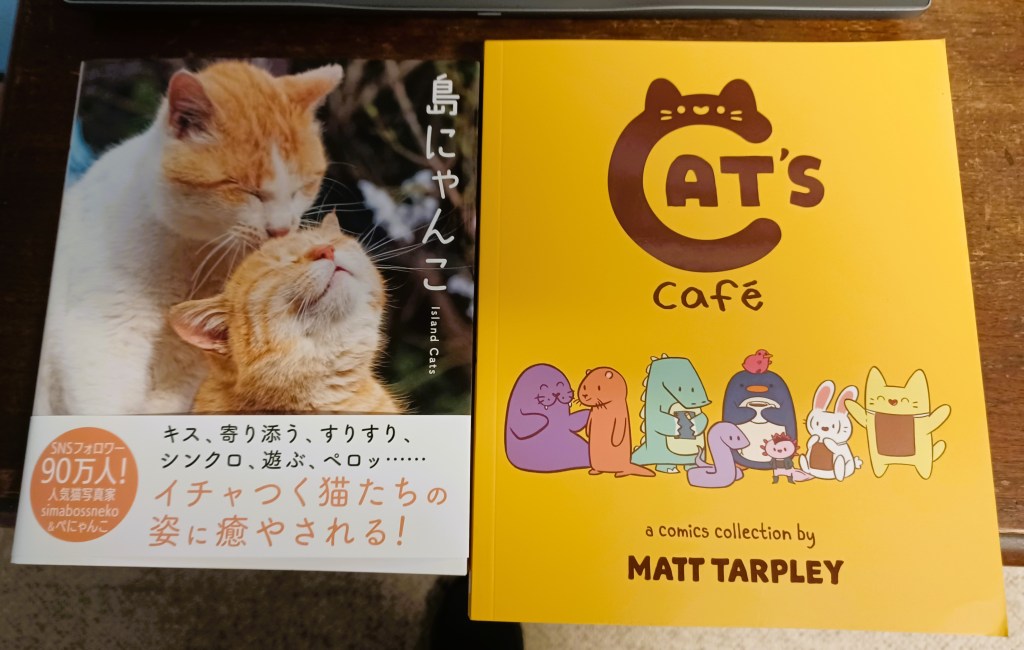 島にゃんこ
Island Cats
キス、寄り添う、すりすり、
シンクロ、遊ぶ、ペロッ……
イチャつく猫たちの
姿に癒やされる!
SNSフォロワー
90万人!
人気猫写真家
simabossneko
&ぺにゃんこ
CAT'S
Café
a comics collection by
MATT TARPLEY